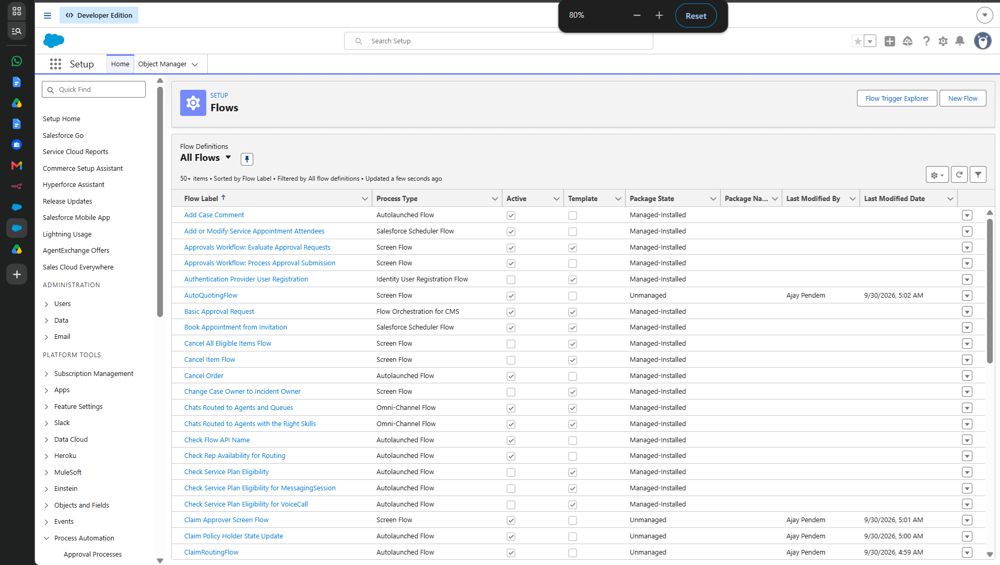 80%
Reset
Developer Edition
Search Setup
Setup
Home
Object Manager
Quick Find
Setup Home
Salesforce Go
Service Cloud Reports
Commerce Setup Assistant
Hyperforce Assistant
Release Updates
Salesforce Mobile App
Lightning Usage
AgentExchange Offers
Sales Cloud Everywhere
ADMINISTRATION
Users
Data
Email
PLATFORM TOOLS
Subscription Management
Apps
Feature Settings
Slack
Data Cloud
Heroku
MuleSoft
Einstein
Objects and Fields
Events
Process Automation
Approval Processes
SETUP
Flows
Flow Trigger Explorer
New Flow
Flow Definitions
All Flows
50+ items • Sorted by Flow Label • Filtered by All flow definitions • Updated a few seconds ago
Flow Label Process Type Active Template Package State Package Na... Last Modified By Last Modified Date
Add Case Comment Autolaunched Flow Managed-Installed
Add or Modify Service Appointment Attendees Salesforce Scheduler Flow Managed-Installed
Approvals Workflow: Evaluate Approval Requests Screen Flow Managed-Installed
Approvals Workflow: Process Approval Submission Screen Flow Managed-Installed
Authentication Provider User Registration Identity User Registration Flow Managed-Installed
AutoQuotingFlow Screen Flow Unmanaged Ajay Pendem 9/30/2026, 5:02 AM
Basic Approval Request Flow Orchestration for CMS Managed-Installed
Book Appointment from Invitation Salesforce Scheduler Flow Managed-Installed
Cancel All Eligible Items Flow Screen Flow Managed-Installed
Cancel Item Flow Screen Flow Managed-Installed
Cancel Order Autolaunched Flow Managed-Installed
Change Case Owner to Incident Owner Screen Flow Managed-Installed
Chats Routed to Agents and Queues Omni-Channel Flow Managed-Installed
Chats Routed to Agents with the Right Skills Omni-Channel Flow Managed-Installed
Check Flow API Name Autolaunched Flow Managed-Installed
Check Rep Availability for Routing Autolaunched Flow Managed-Installed
Check Service Plan Eligibility Autolaunched Flow Managed-Installed
Check Service Plan Eligibility for MessagingSession Autolaunched Flow Managed-Installed
Check Service Plan Eligibility for VoiceCall Autolaunched Flow Managed-Installed
Claim Approver Screen Flow Screen Flow Unmanaged Ajay Pendem 9/30/2026, 5:01 AM
Claim Policy Holder State Update Autolaunched Flow Unmanaged Ajay Pendem 9/30/2026, 5:00 AM
ClaimRoutingFlow Autolaunched Flow Unmanaged Ajay Pendem 9/30/2026, 4:59 AM